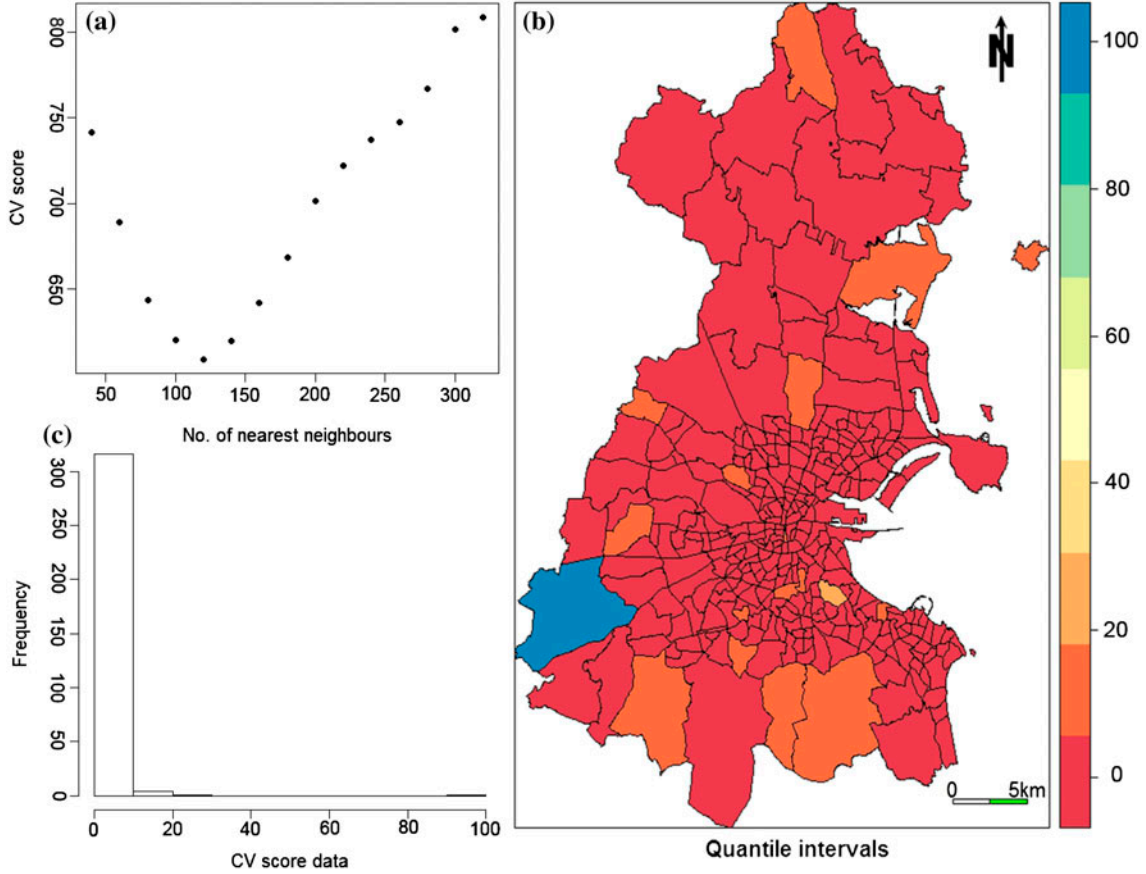 (a)
CV score
800
750
700
650
50 100 150 200 250 300
No. of nearest neighbours
(b)
N
0 5km
Quantile intervals
100
80
60
40
20
0
(c)
Frequency
300
250
200
150
100
50
0
0 20 40 60 80 100
CV score data